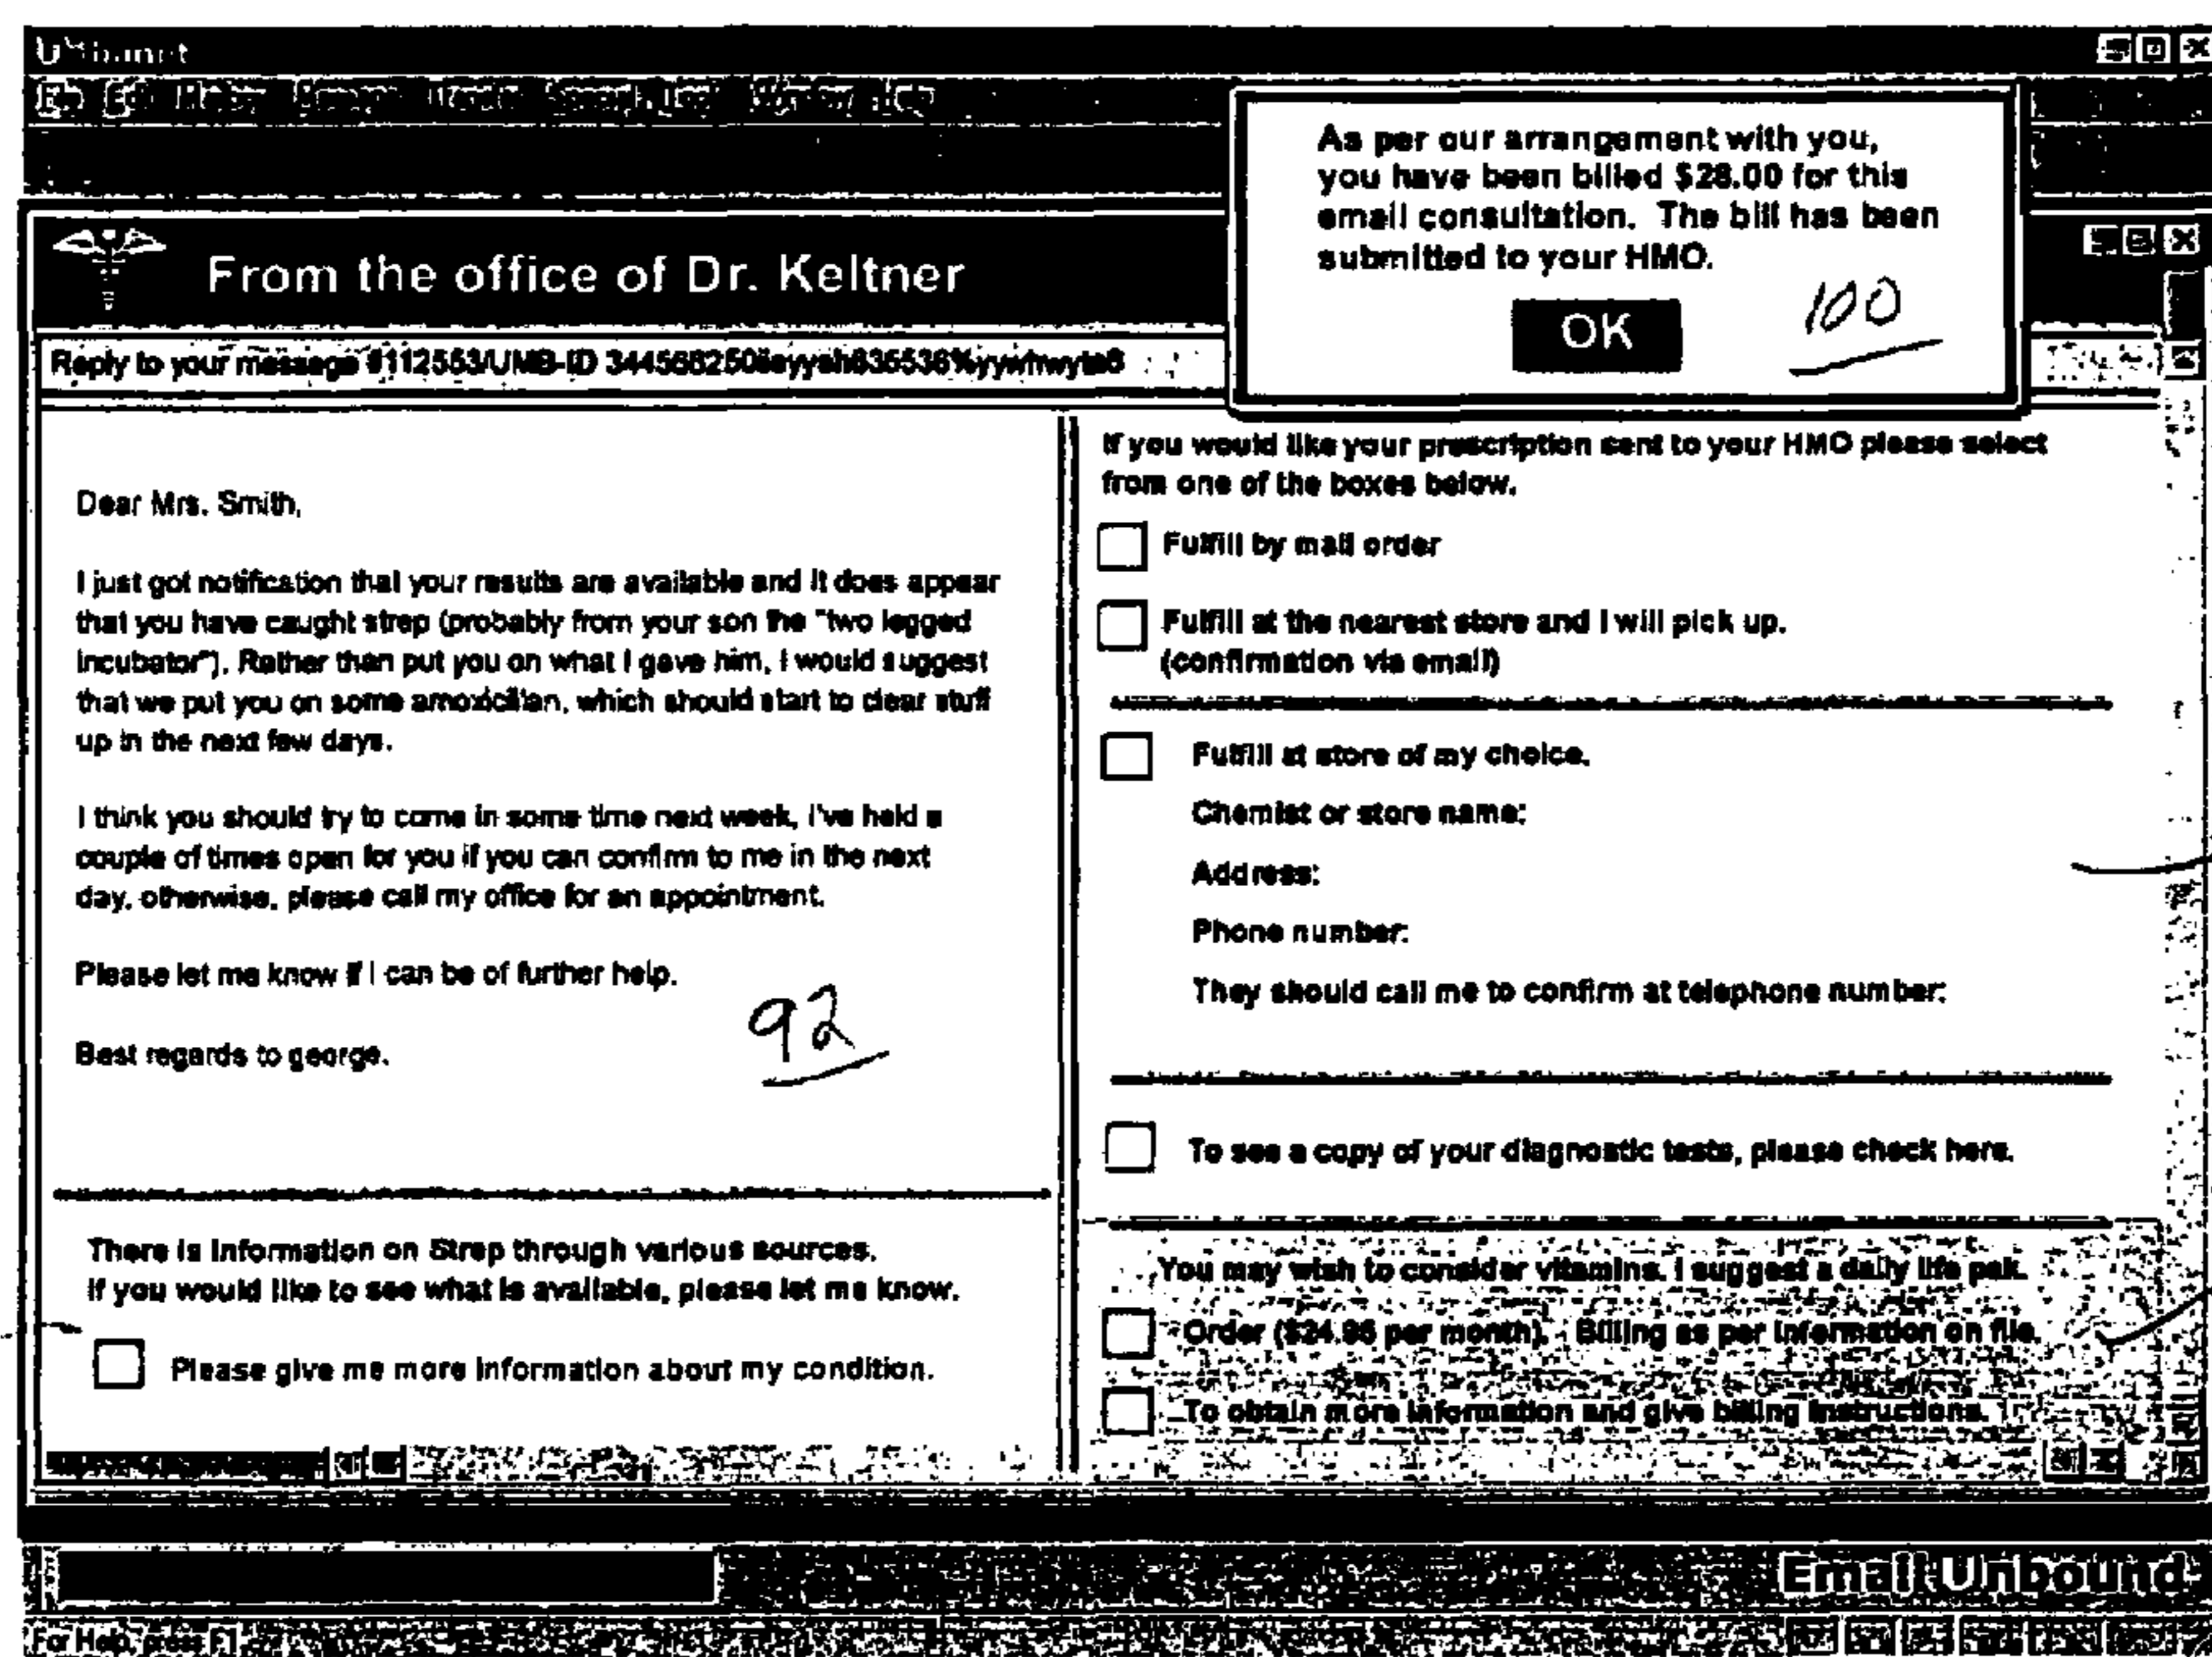 As per our arrangement with you,
you have been billed $28.00 for this
email consultation. The bill has been
submitted to your HMO.
OK
100
From the office of Dr. Keltner
Reply to your message
If you would like your prescription sent to your HMO please select
from one of the boxes below.
Fulfill by mail order
Fulfill at the nearest store and I will pick up.
(confirmation via email)
Fulfill at store of my choice.
Chemist or store name:
Address:
Phone number:
They should call me to confirm at telephone number:
To see a copy of your diagnostic tests, please check here.
You may wish to consider vitamins. I suggest a daily life pak.
Order ($24.95 per month). Billing as per information on file.
To obtain more information and give billing instructions.
Dear Mrs. Smith,
I just got notification that your results are available and it does appear
that you have caught strep (probably from your son the "two legged
incubator"). Rather than put you on what I gave him, I would suggest
that we put you on some amoxicillan, which should start to clear stuff
up in the next few days.
I think you should try to come in some time next week, I've held a
couple of times open for you if you can confirm to me in the next
day, otherwise, please call my office for an appointment.
Please let me know if I can be of further help.
Best regards to george.
92
There is information on Strep through various sources.
If you would like to see what is available, please let me know.
Please give me more information about my condition.
Email Unbound
For Help, press F1